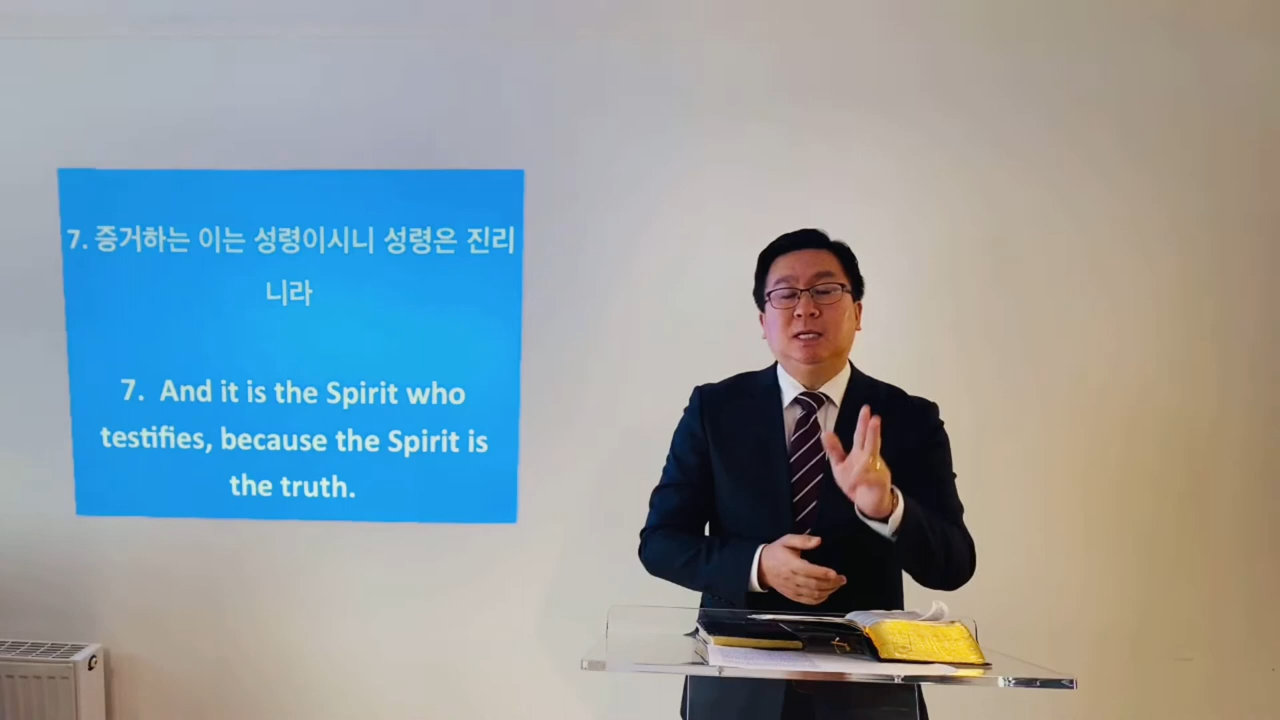 7. 증거하는 이는 성령이시니 성령은 진리
니라
7. And it is the Spirit who
testifies, because the Spirit is
the truth.